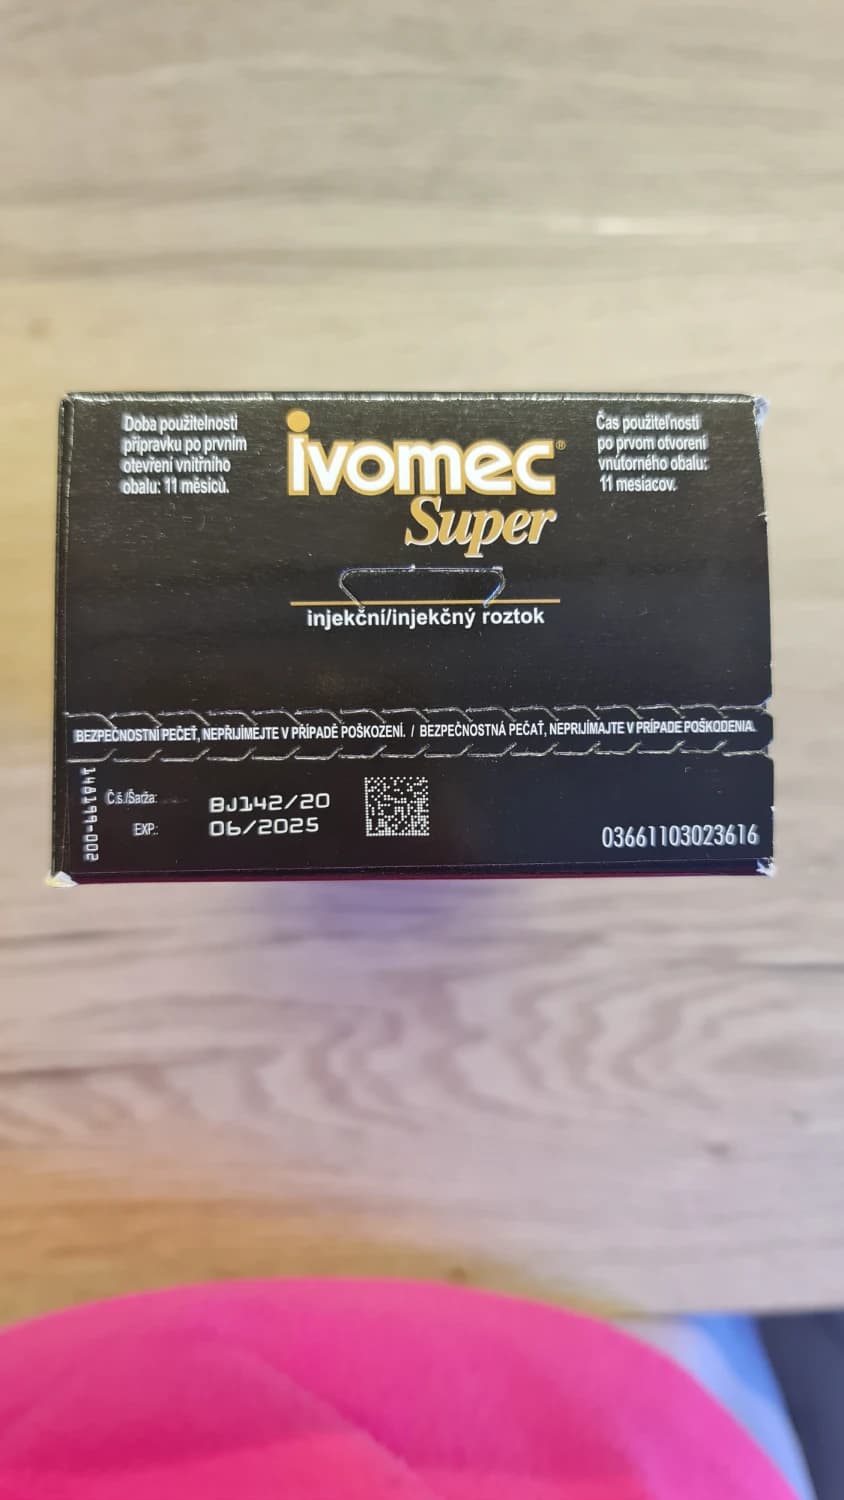 Doba použitelnosti
přípravku po prvním
otevření vnitřního
obalu: 11 měsíců.
ivomec®
Super
Čas použiteľnosti
po prvom otvorení
vnútorného obalu:
11 mesiacov.
injekční/injekčný roztok
BEZPEČNOSTNÍ PEČEŤ, NEPŘIJÍMEJTE V PŘÍPADĚ POŠKOZENÍ. / BEZPEČNOSTNÁ PEČAŤ, NEPRIJÍMAJTE V PRÍPADE POŠKODENIA.
Č.š./Šarža: BJ142/20
EXP.: 06/2025
03661103023616